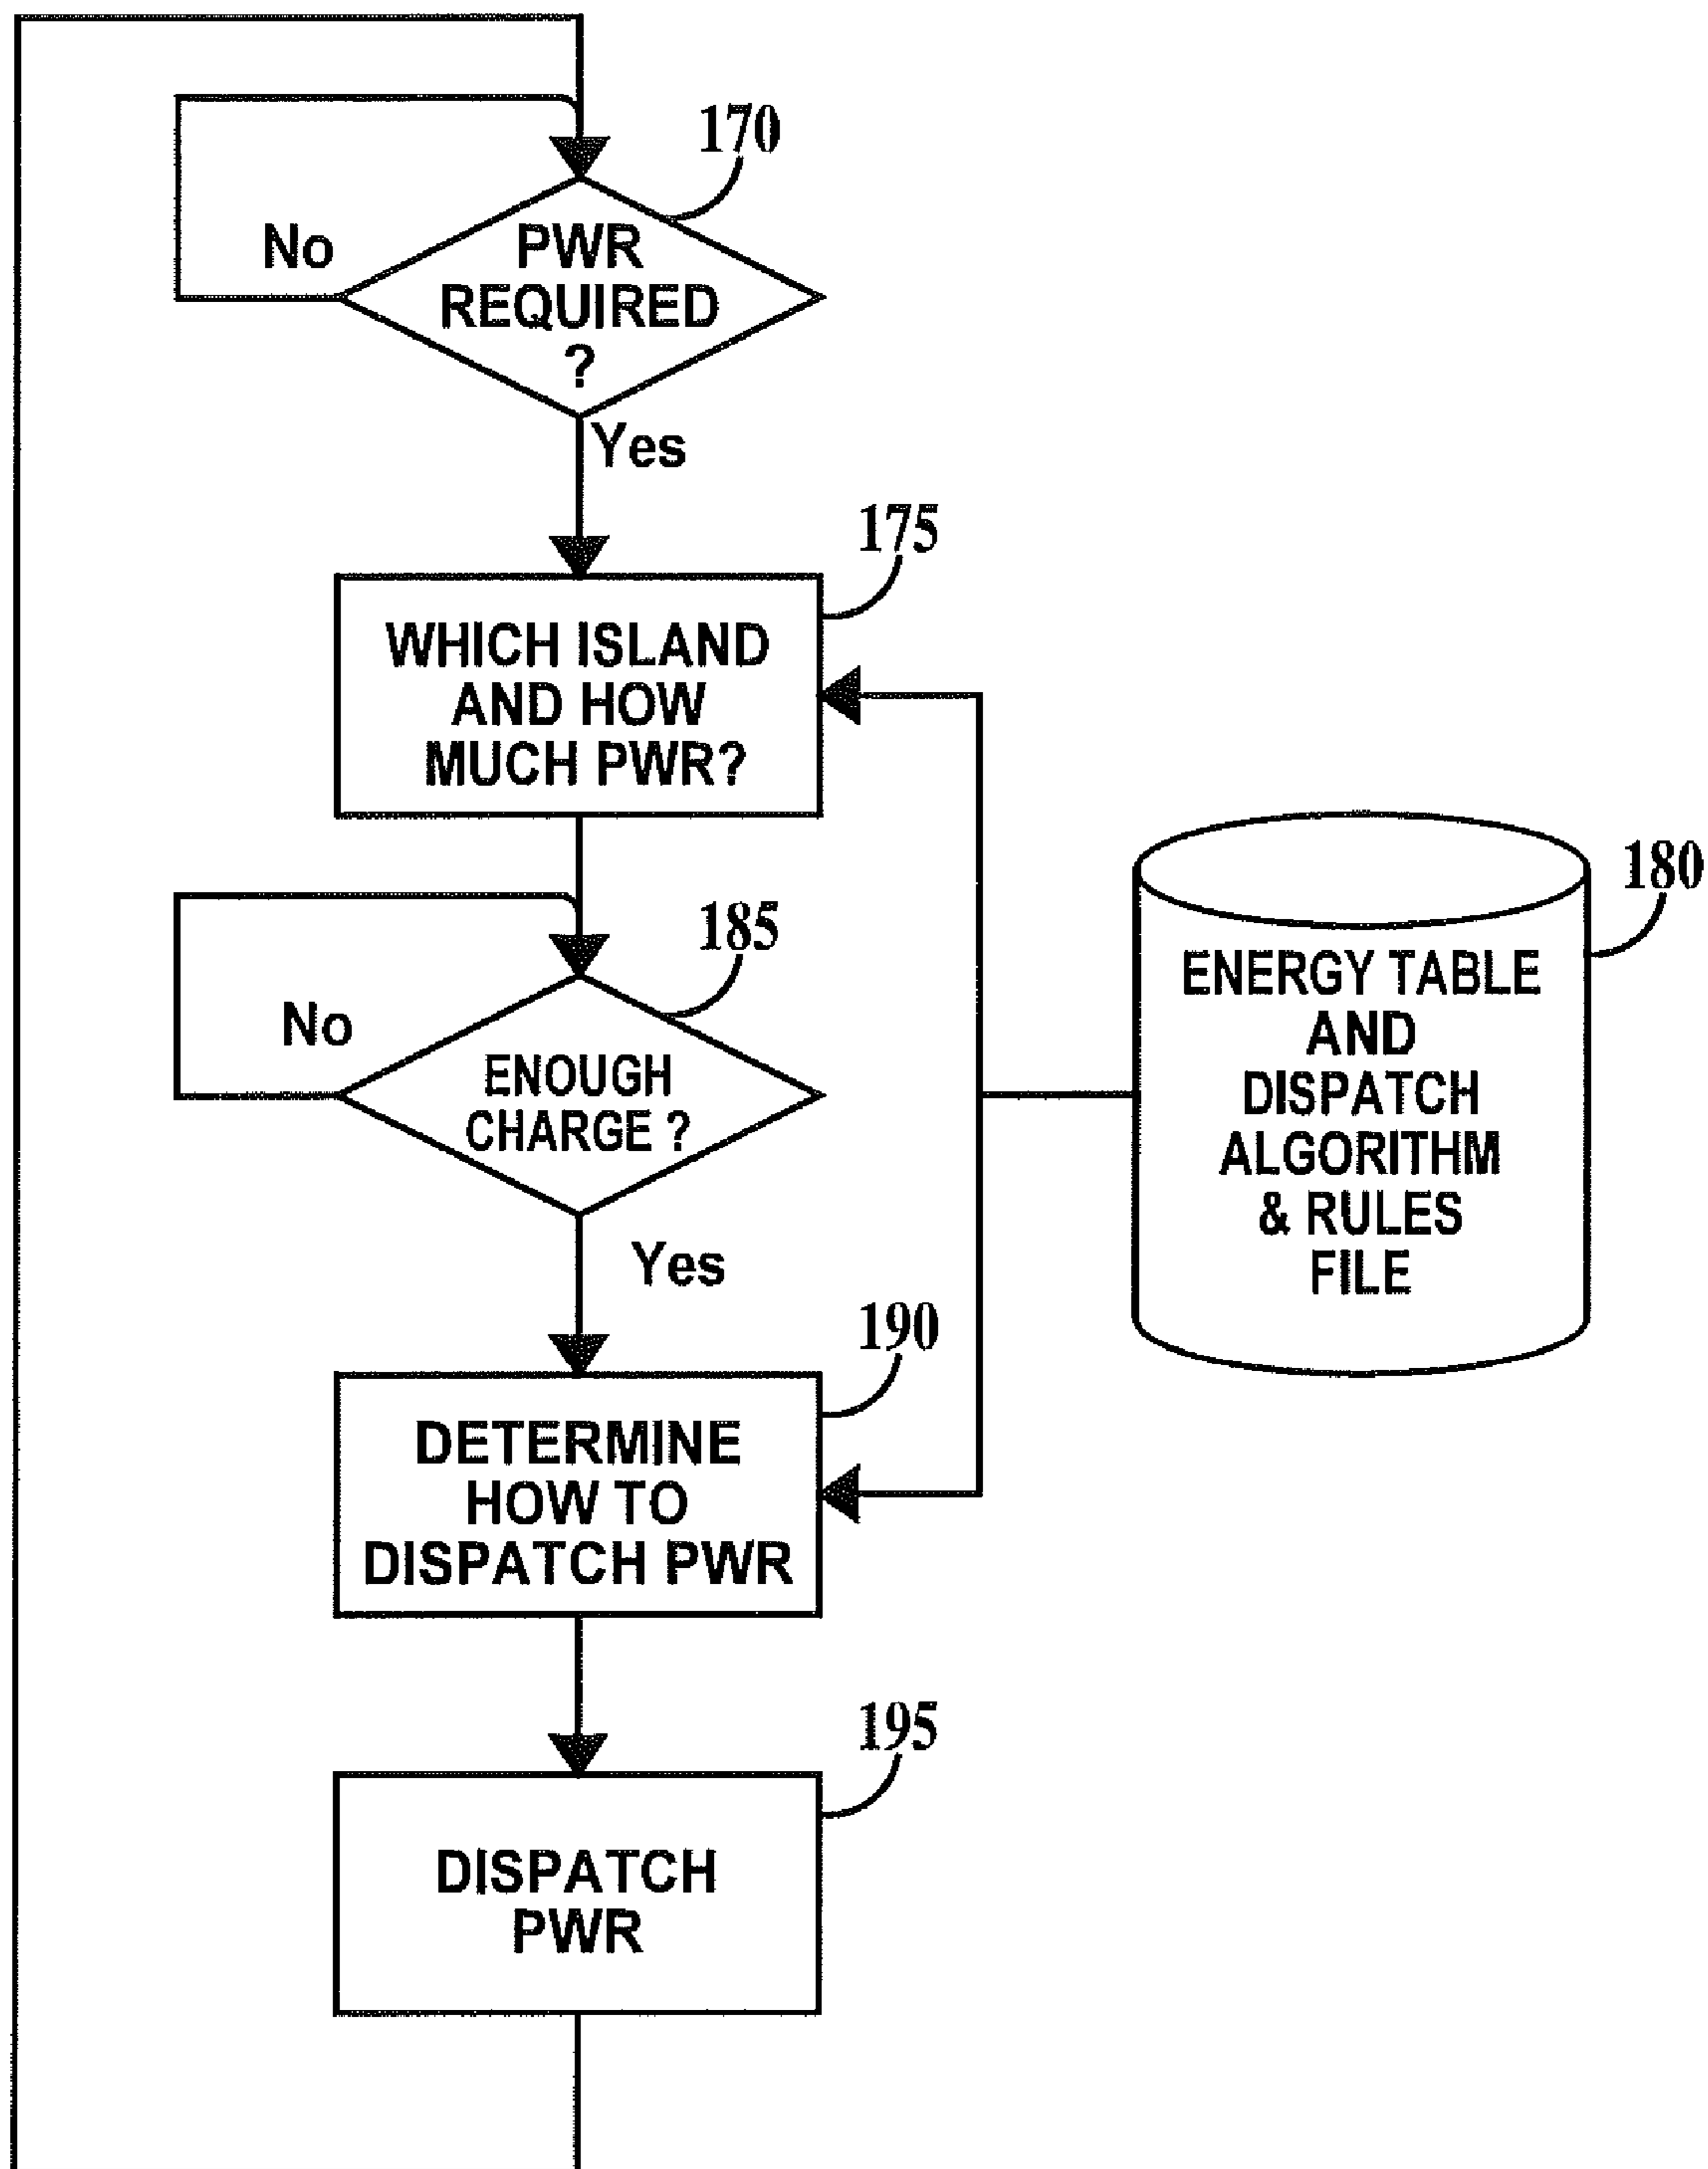 170
No
PWR
REQUIRED
?
Yes
175
WHICH ISLAND
AND HOW
MUCH PWR?
180
185
No
ENOUGH
CHARGE ?
ENERGY TABLE
AND
DISPATCH
ALGORITHM
& RULES
FILE
Yes
190
DETERMINE
HOW TO
DISPATCH PWR
195
DISPATCH
PWR